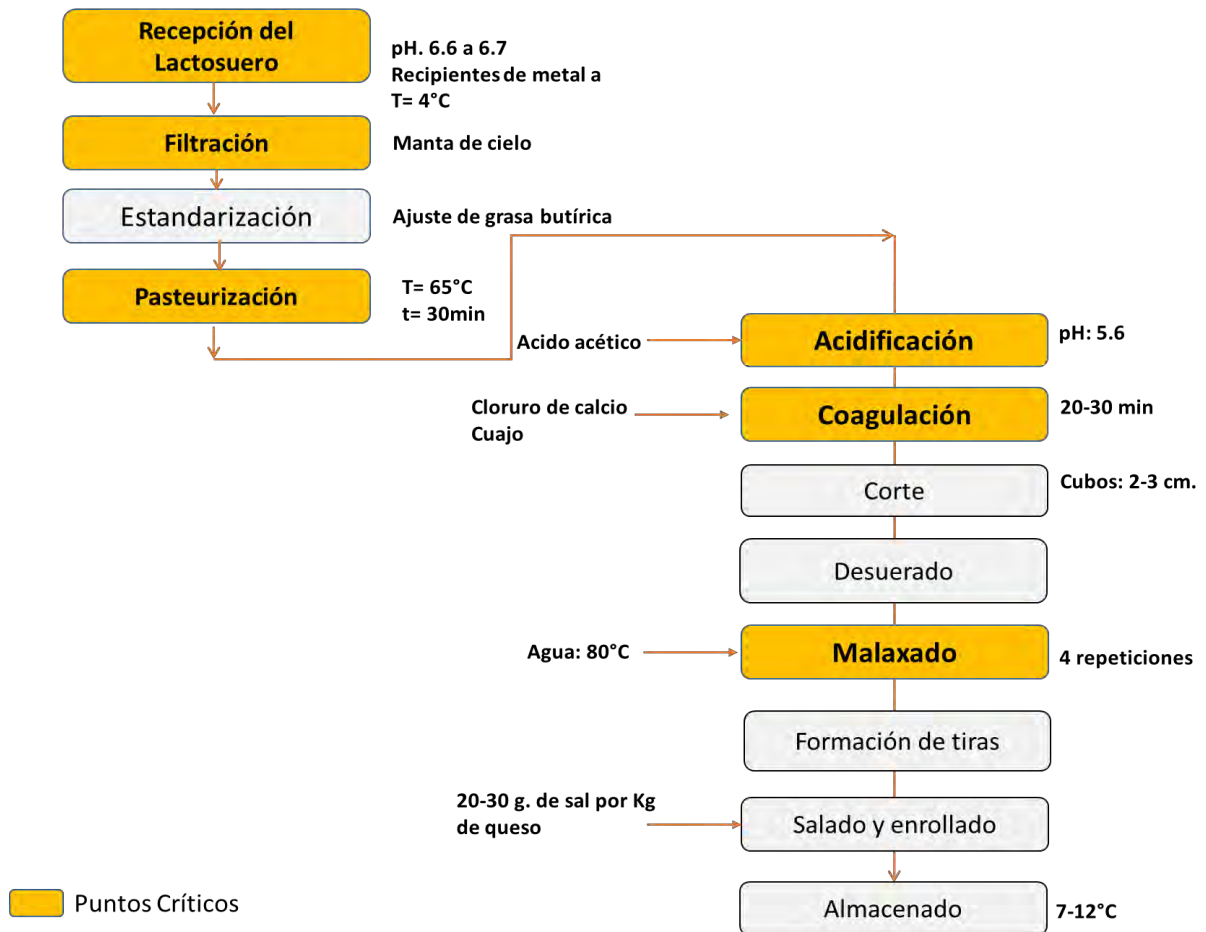 Recepción del
Lactosuero
pH. 6.6 a 6.7
Recipientes de metal a
T= 4°C
Filtración
Manta de cielo
Estandarización
Ajuste de grasa butírica
Pasteurización
T= 65°C
t= 30min
Acido acético
Acidificación
pH: 5.6
Cloruro de calcio
Cuajo
Coagulación
20-30 min
Corte
Cubos: 2-3 cm.
Desuerado
Agua: 80°C
Malaxado
4 repeticiones
Formación de tiras
20-30 g. de sal por Kg
de queso
Salado y enrollado
Almacenado
7-12°C
Puntos Críticos